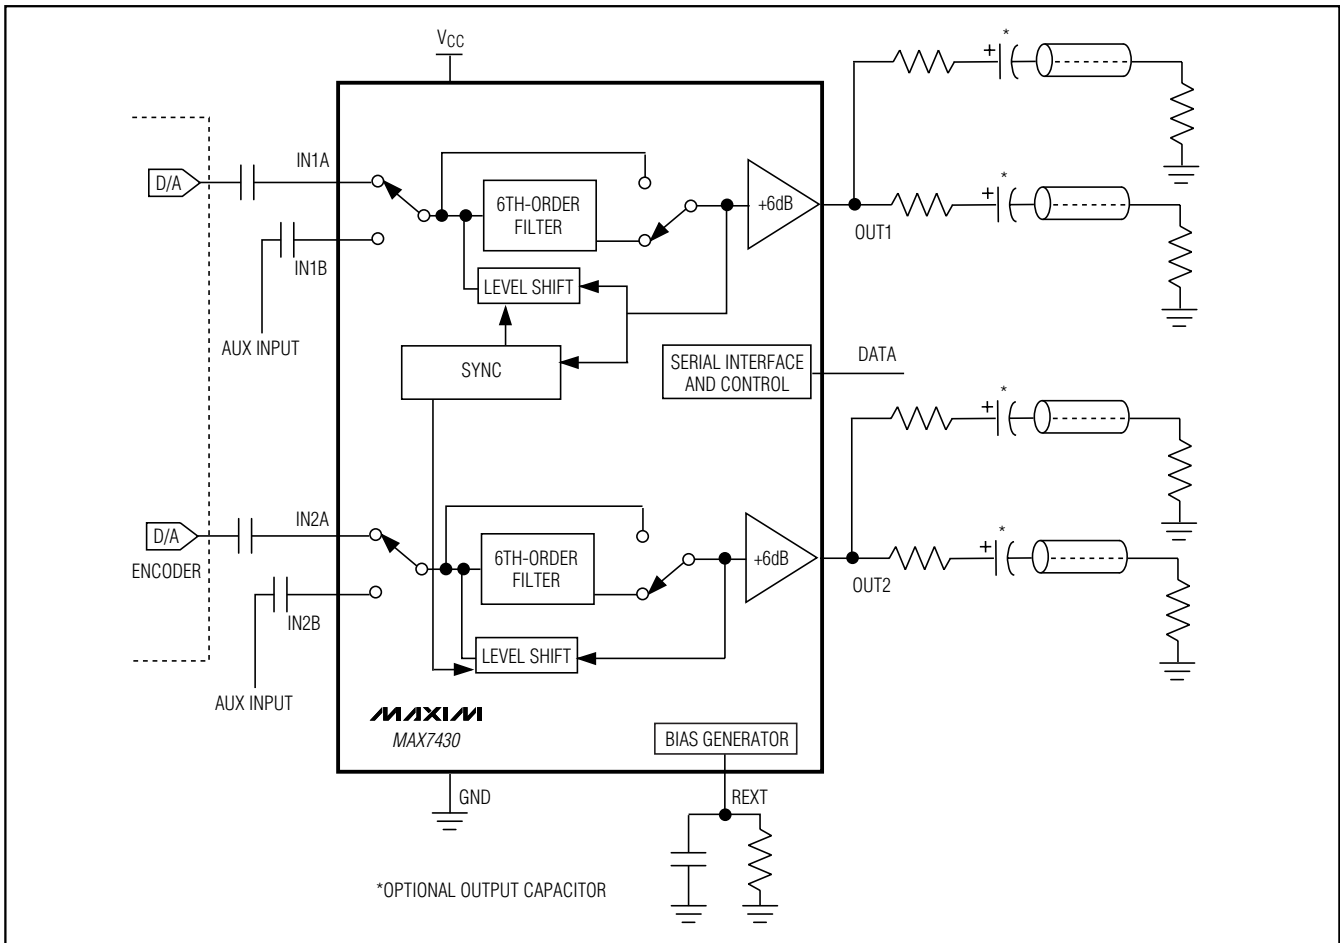 VCC
*
+
D/A
IN1A
6TH-ORDER
FILTER
+6dB
*
+
OUT1
IN1B
LEVEL SHIFT
AUX INPUT
SYNC
SERIAL INTERFACE
AND CONTROL
DATA
*
+
D/A
ENCODER
IN2A
6TH-ORDER
FILTER
+6dB
*
+
OUT2
IN2B
LEVEL SHIFT
AUX INPUT
MAXIM
MAX7430
BIAS GENERATOR
GND
REXT
*OPTIONAL OUTPUT CAPACITOR